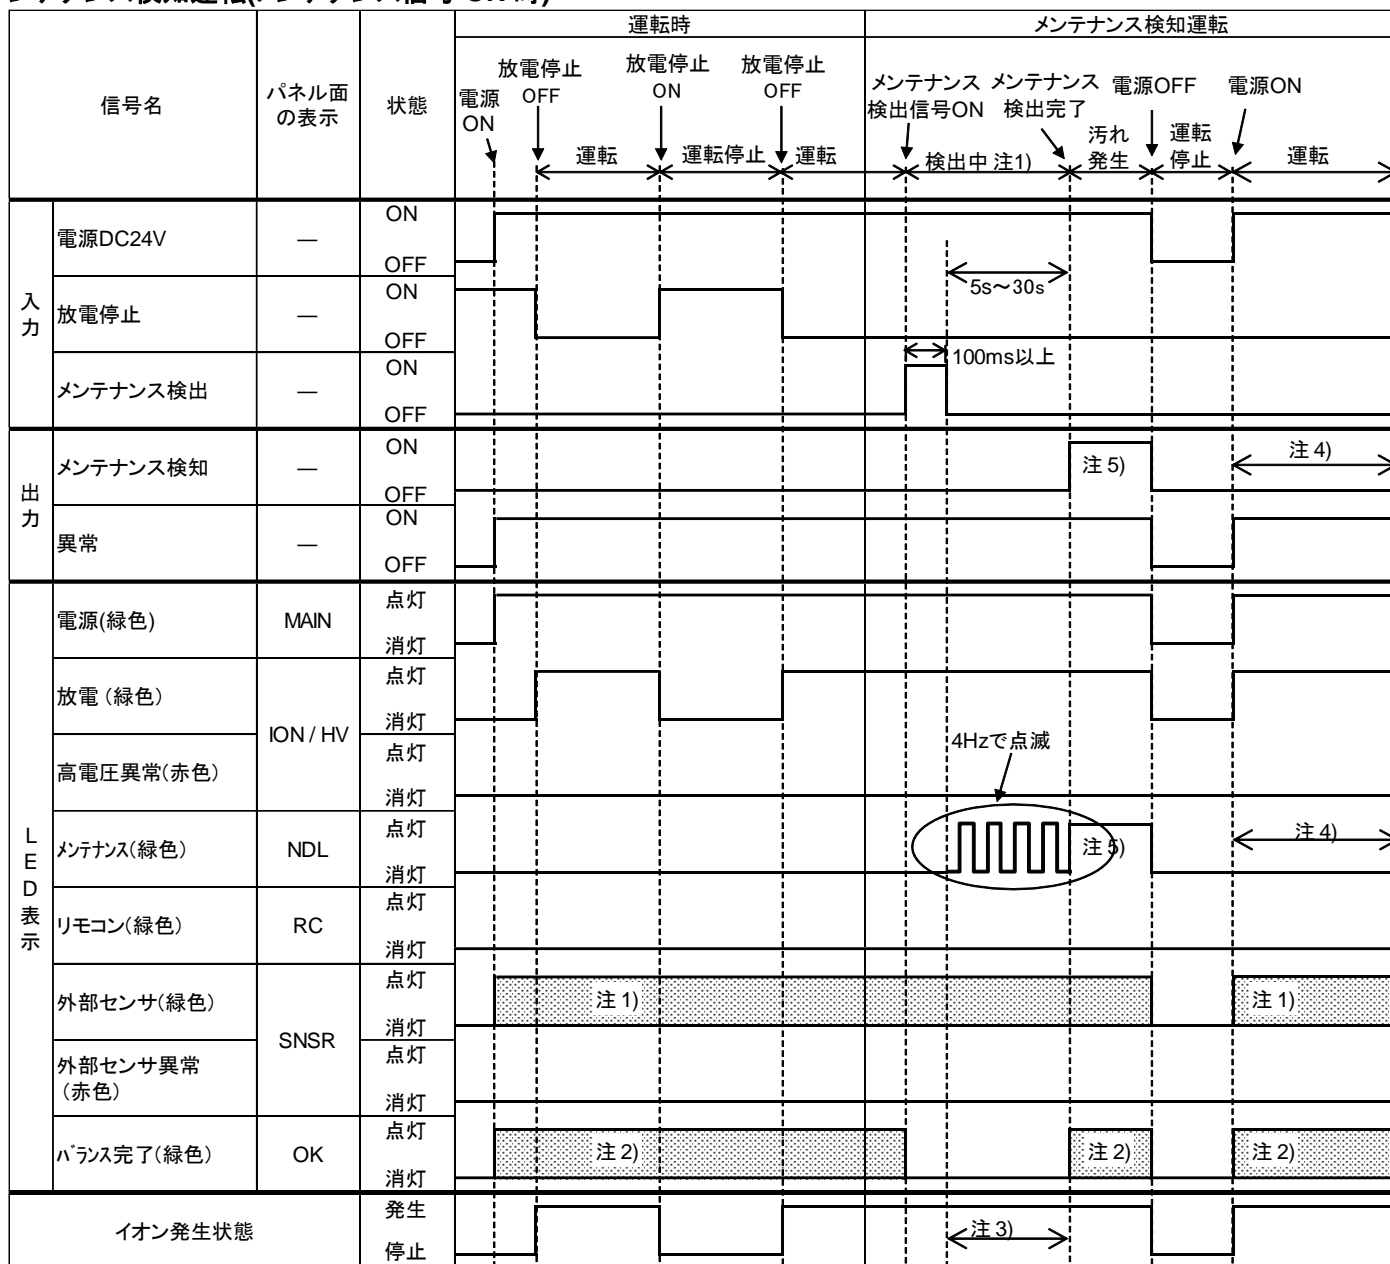 運転時
メンテナンス検知運転
信号名
パネル面
の表示
状態
電源
ON
放電停止
OFF
放電停止
ON
放電停止
OFF
メンテナンス
検出信号ON
メンテナンス
検出完了
電源OFF
電源ON
運転
運転停止
運転
検出中 注1)
汚れ
発生
運転
停止
運転
入力
電源DC24V
—
ON
OFF
5s～30s
放電停止
—
ON
OFF
100ms以上
メンテナンス検出
—
ON
OFF
出力
メンテナンス検知
—
ON
OFF
注 5)
注 4)
異常
—
ON
OFF
LED表示
電源(緑色)
MAIN
点灯
消灯
放電（緑色）
ION / HV
点灯
消灯
高電圧異常(赤色)
点灯
消灯
4Hzで点滅
メンテナンス(緑色)
NDL
点灯
消灯
注 5)
注 4)
リモコン(緑色)
RC
点灯
消灯
外部センサ(緑色)
SNSR
点灯
消灯
注 1)
注 1)
外部センサ異常
（赤色）
点灯
消灯
バランス完了(緑色)
OK
点灯
消灯
注 2)
注 2)
注 2)
イオン発生状態
発生
停止
注 3)